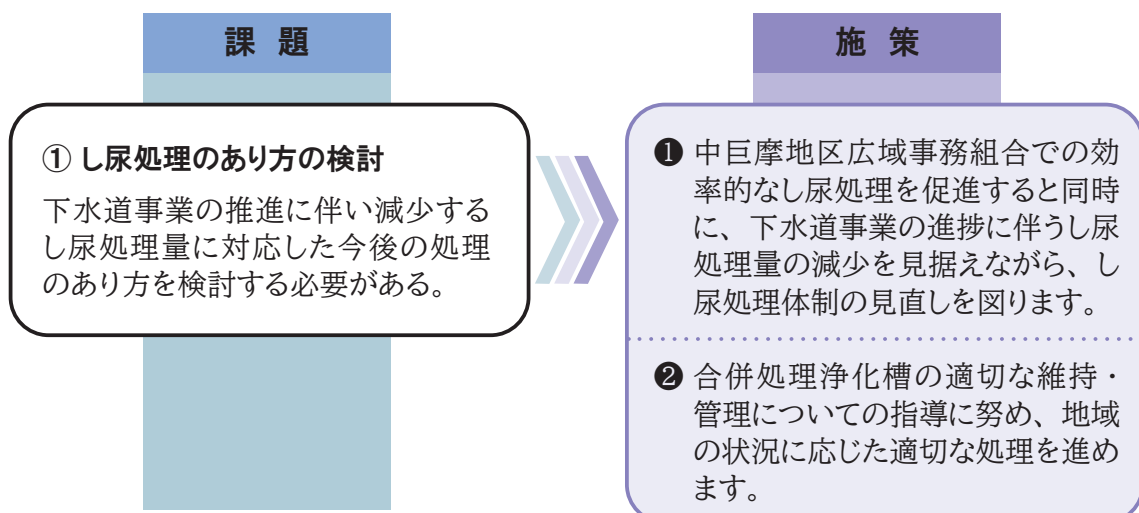 課 題
① し尿処理のあり方の検討
下水道事業の推進に伴い減少する
し尿処理量に対応した今後の処理
のあり方を検討する必要がある。
施 策
❶ 中巨摩地区広域事務組合での効
率的なし尿処理を促進すると同時
に、下水道事業の進捗に伴うし尿
処理量の減少を見据えながら、し
尿処理体制の見直しを図ります。
❷ 合併処理浄化槽の適切な維持・
管理についての指導に努め、地域
の状況に応じた適切な処理を進め
ます。